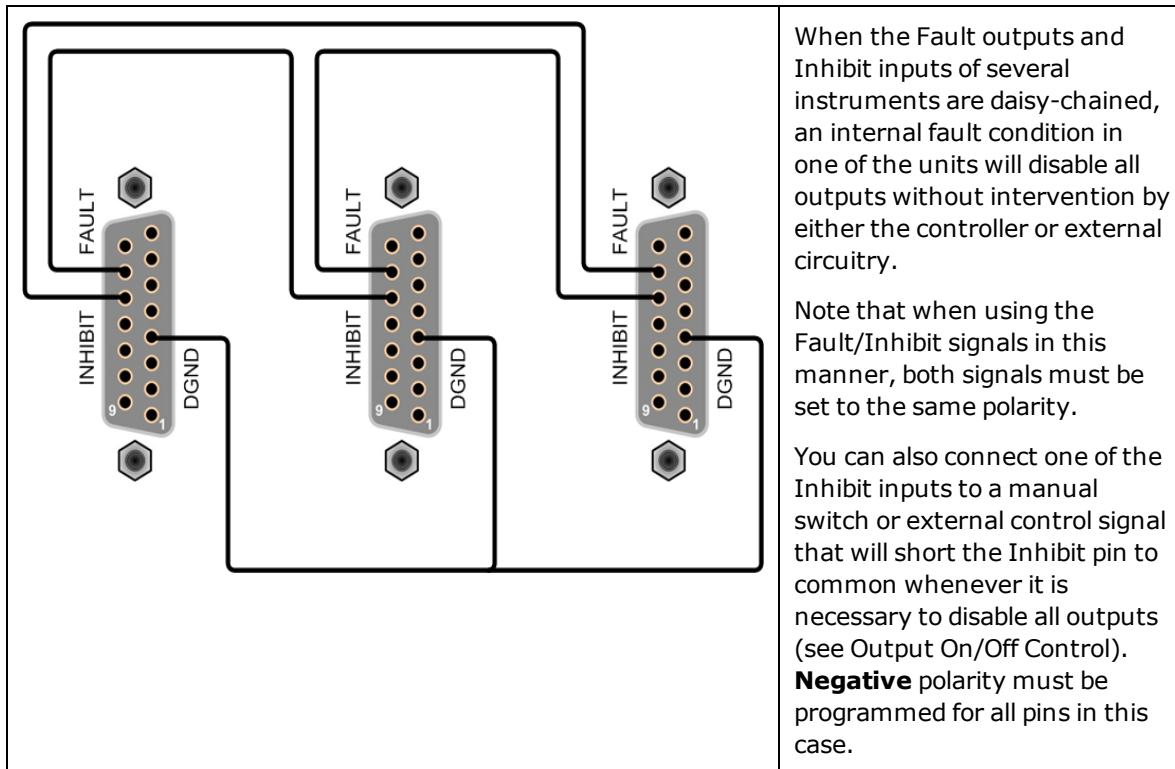 FAULT
INHIBIT
DGND
9
1
FAULT
INHIBIT
DGND
9
1
FAULT
INHIBIT
DGND
9
1
When the Fault outputs and
Inhibit inputs of several
instruments are daisy-chained,
an internal fault condition in
one of the units will disable all
outputs without intervention by
either the controller or external
circuitry.
Note that when using the
Fault/Inhibit signals in this
manner, both signals must be
set to the same polarity.
You can also connect one of the
Inhibit inputs to a manual
switch or external control signal
that will short the Inhibit pin to
common whenever it is
necessary to disable all outputs
(see Output On/Off Control).
Negative polarity must be
programmed for all pins in this
case.